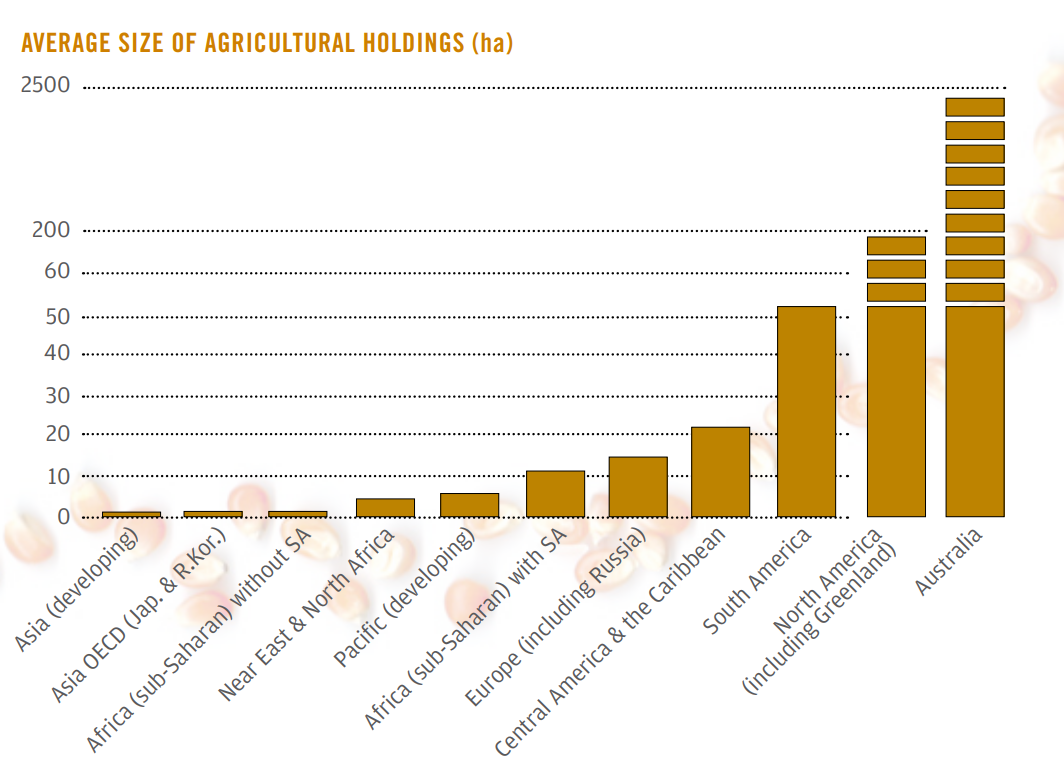 AVERAGE SIZE OF AGRICULTURAL HOLDINGS (ha)
2500
200
60
50
40
30
20
10
0
Asia (developing)
Asia OECD (Jap. & R.Kor.)
Africa (sub-Saharan) without SA
Near East & North Africa
Pacific (developing)
Africa (sub-Saharan) with SA
Europe (including Russia)
Central America & the Caribbean
South America
North America
(including Greenland)
Australia